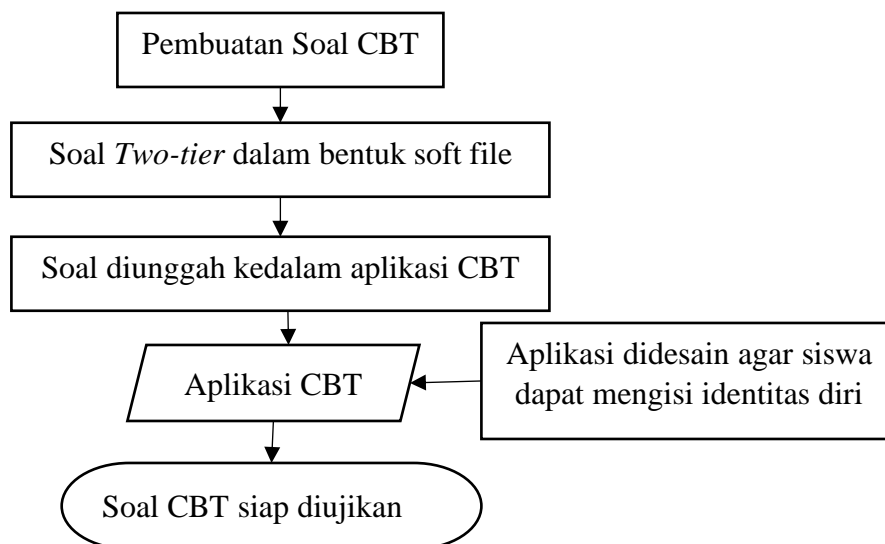 Pembuatan Soal CBT
Soal Two-tier dalam bentuk soft file
Soal diunggah kedalam aplikasi CBT
Aplikasi CBT
Aplikasi didesain agar siswa
dapat mengisi identitas diri
Soal CBT siap diujikan